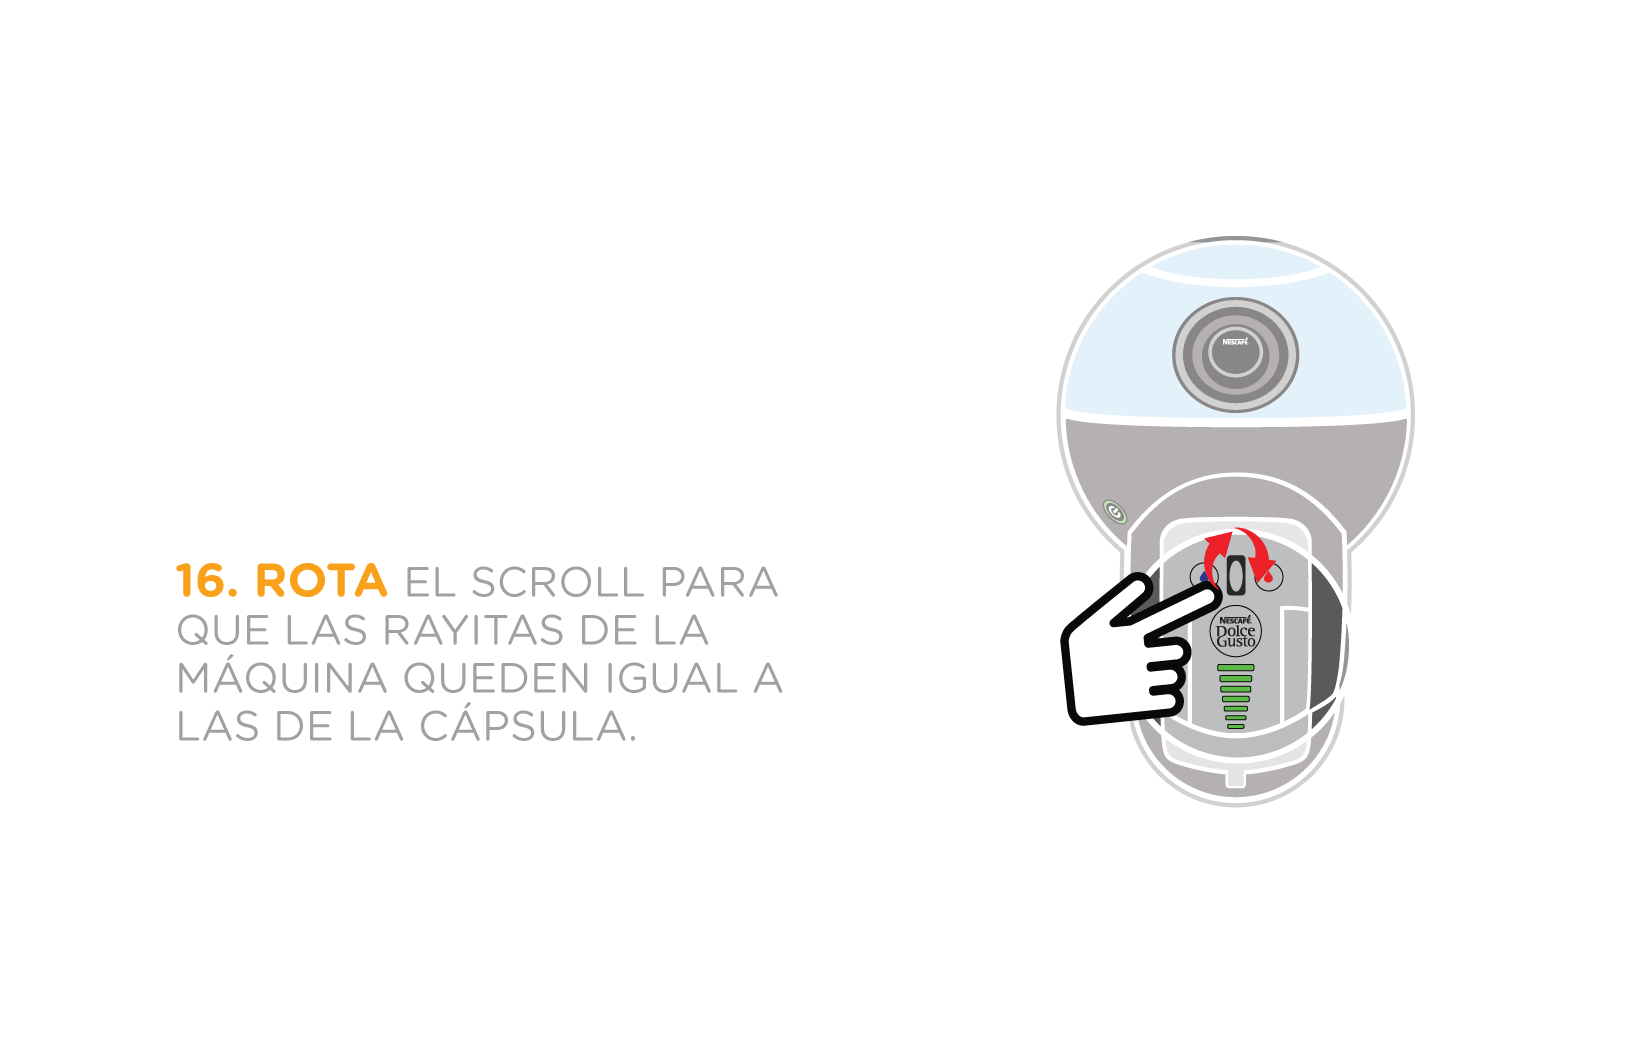 16. ROTA EL SCROLL PARA
QUE LAS RAYITAS DE LA
MÁQUINA QUEDEN IGUAL A
LAS DE LA CÁPSULA.
NESCAFÉ
NESCAFÉ
Dolce
Gusto